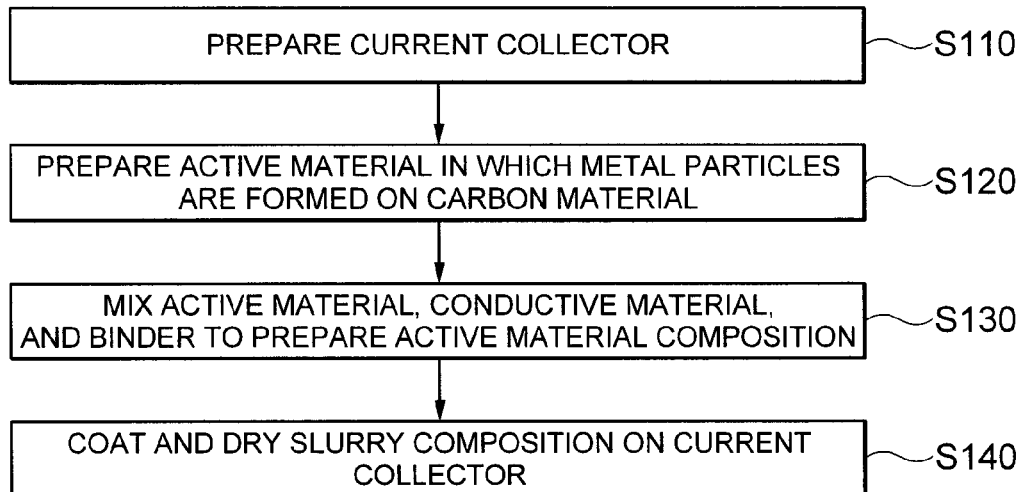 PREPARE CURRENT COLLECTOR
S110
PREPARE ACTIVE MATERIAL IN WHICH METAL PARTICLES
ARE FORMED ON CARBON MATERIAL
S120
MIX ACTIVE MATERIAL, CONDUCTIVE MATERIAL,
AND BINDER TO PREPARE ACTIVE MATERIAL COMPOSITION
S130
COAT AND DRY SLURRY COMPOSITION ON CURRENT
COLLECTOR
S140